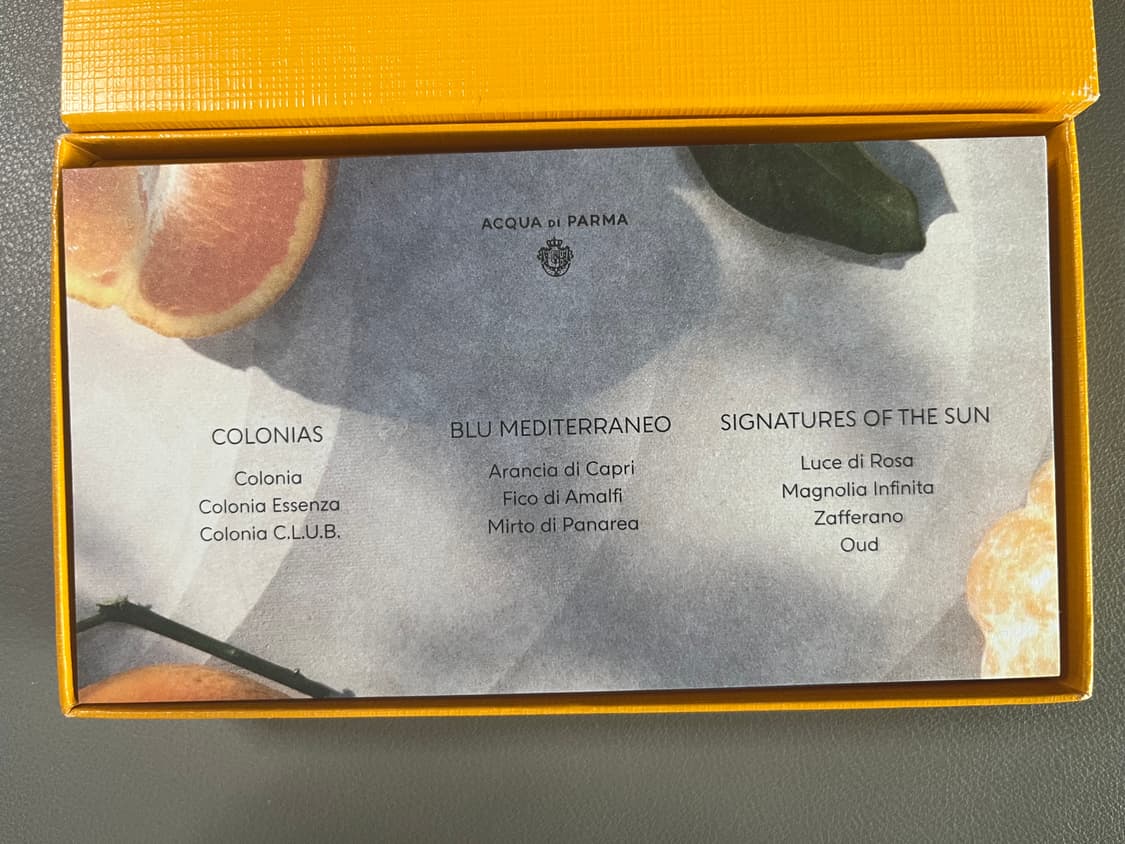 ACQUA DI PARMA
COLONIAS
Colonia
Colonia Essenza
Colonia C.L.U.B.
BLU MEDITERRANEO
Arancia di Capri
Fico di Amalfi
Mirto di Panarea
SIGNATURES OF THE SUN
Luce di Rosa
Magnolia Infinita
Zafferano
Oud